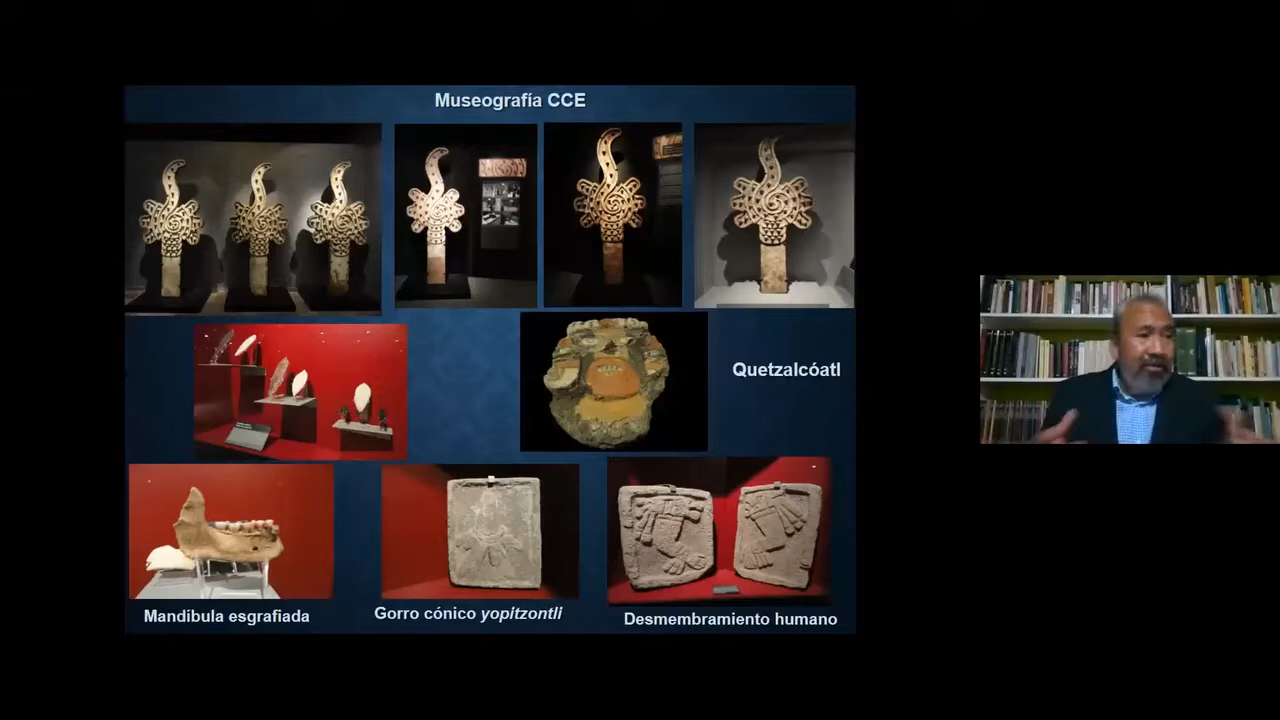 Museografía CCE
Quetzalcóatl
Mandíbula esgrafiada
Gorro cónico yopitzontli
Desmembramiento humano